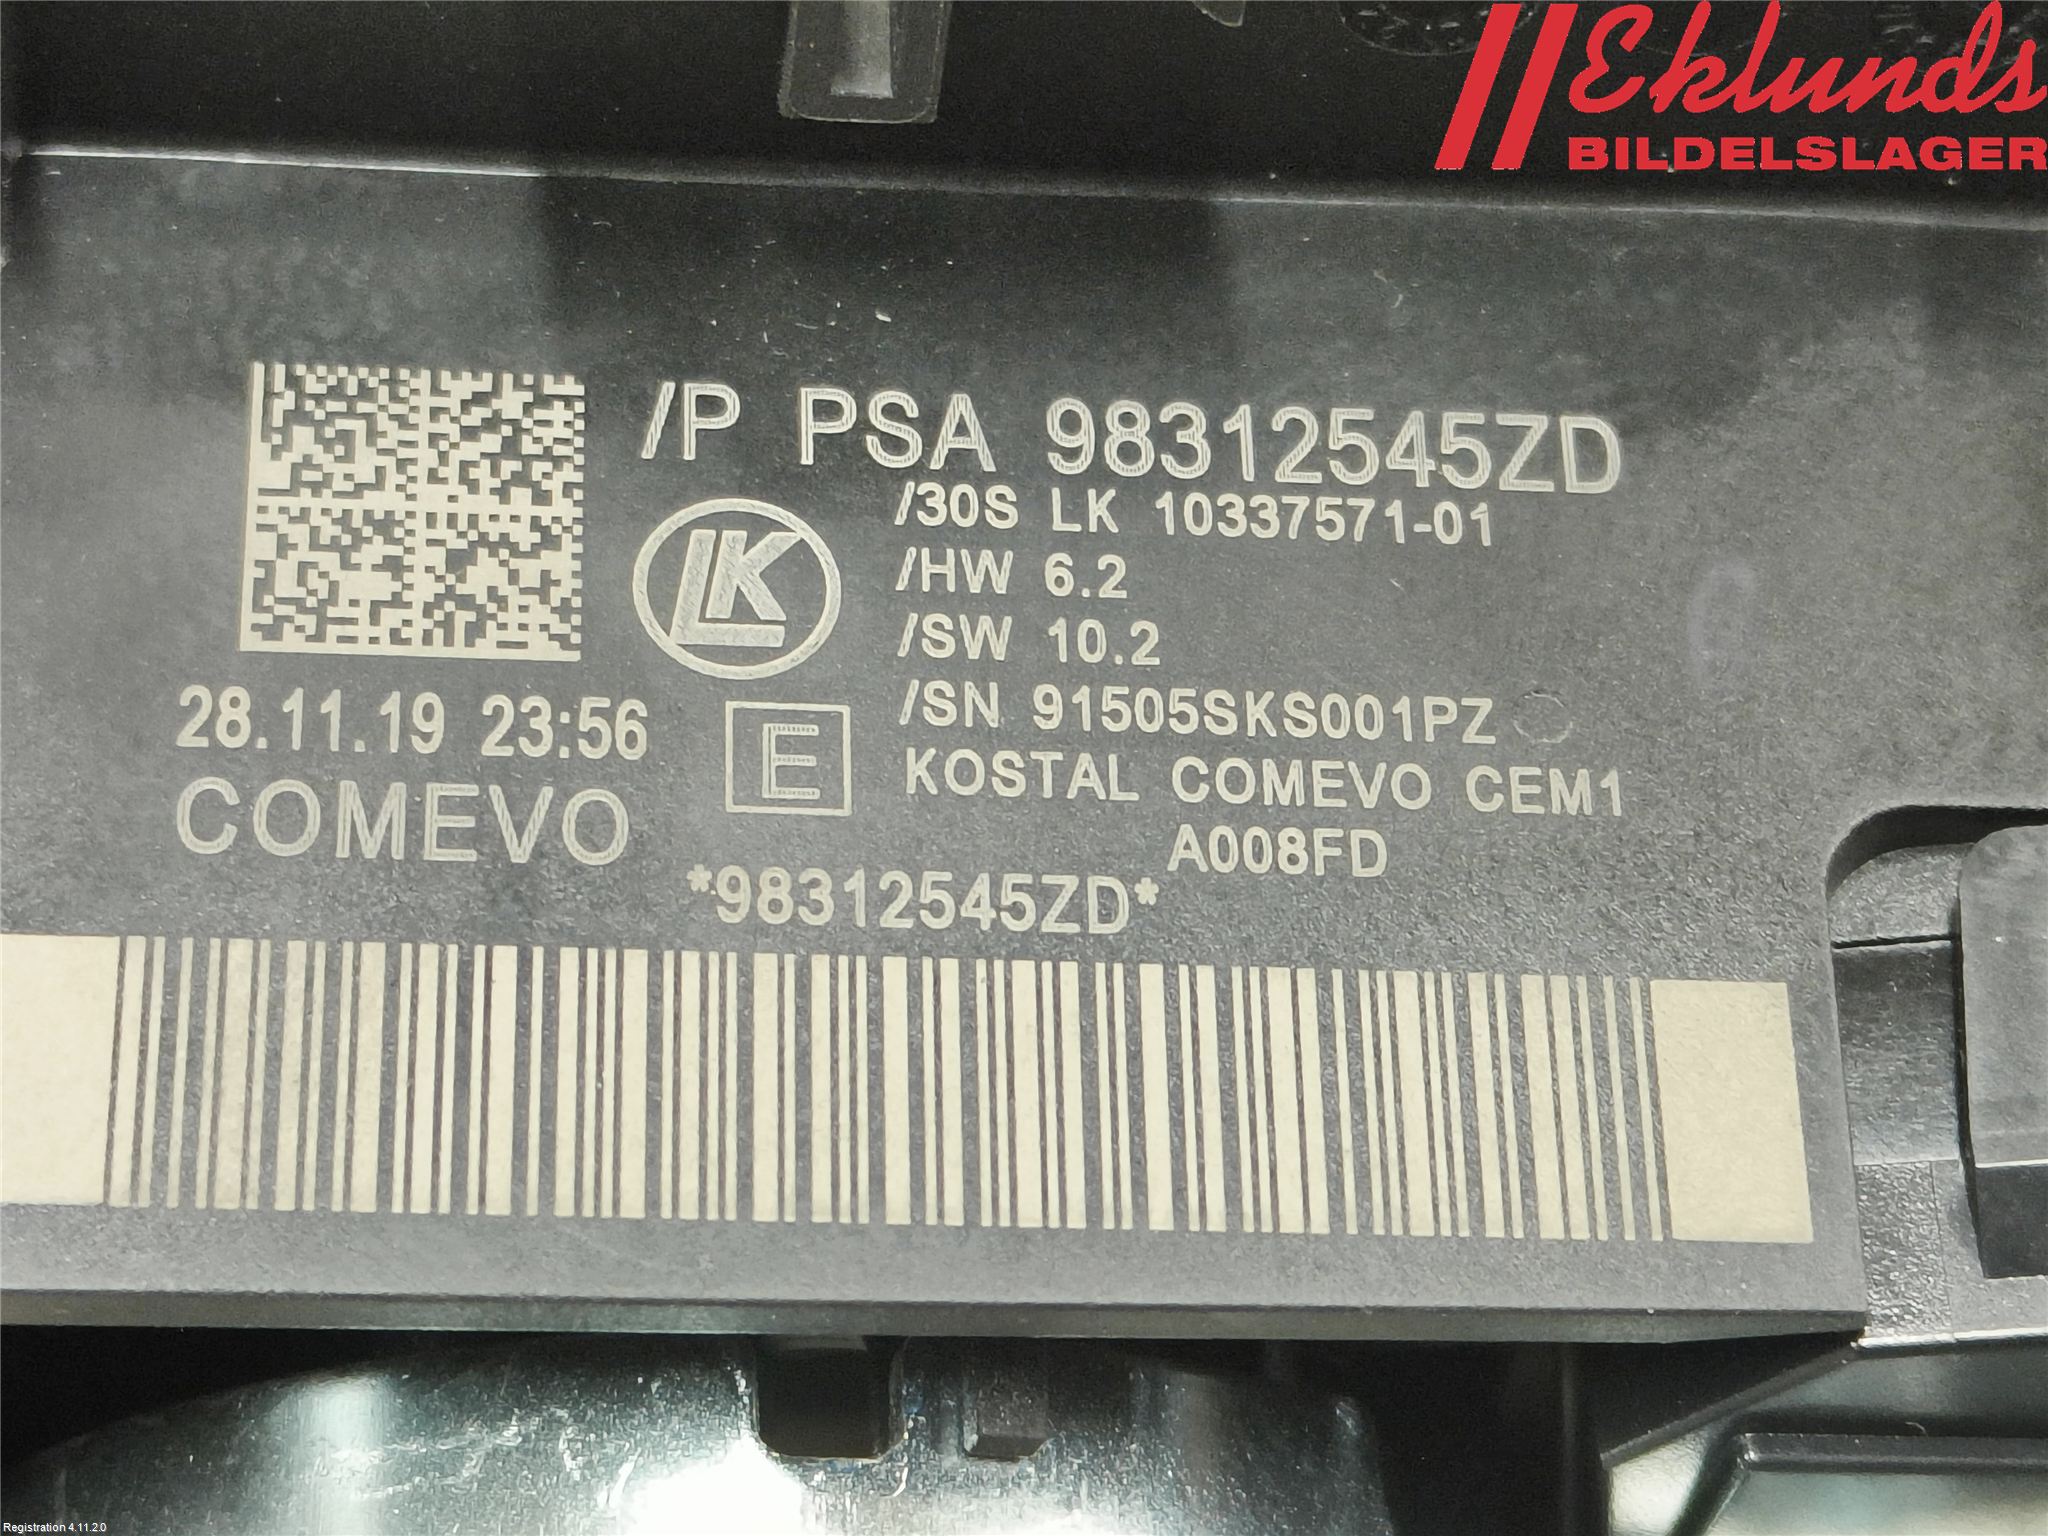 Eklunds
BILDELSLAGER
/P PSA 98312545ZD
/30S LK 10337571-01
LK
/HW 6.2
/SW 10.2
/SN 91505SKS001PZ
28.11.19 23:56
E
KOSTAL COMEVO CEM1
COMEVO
A008FD
*98312545ZD*
Registration 4.11.2.0